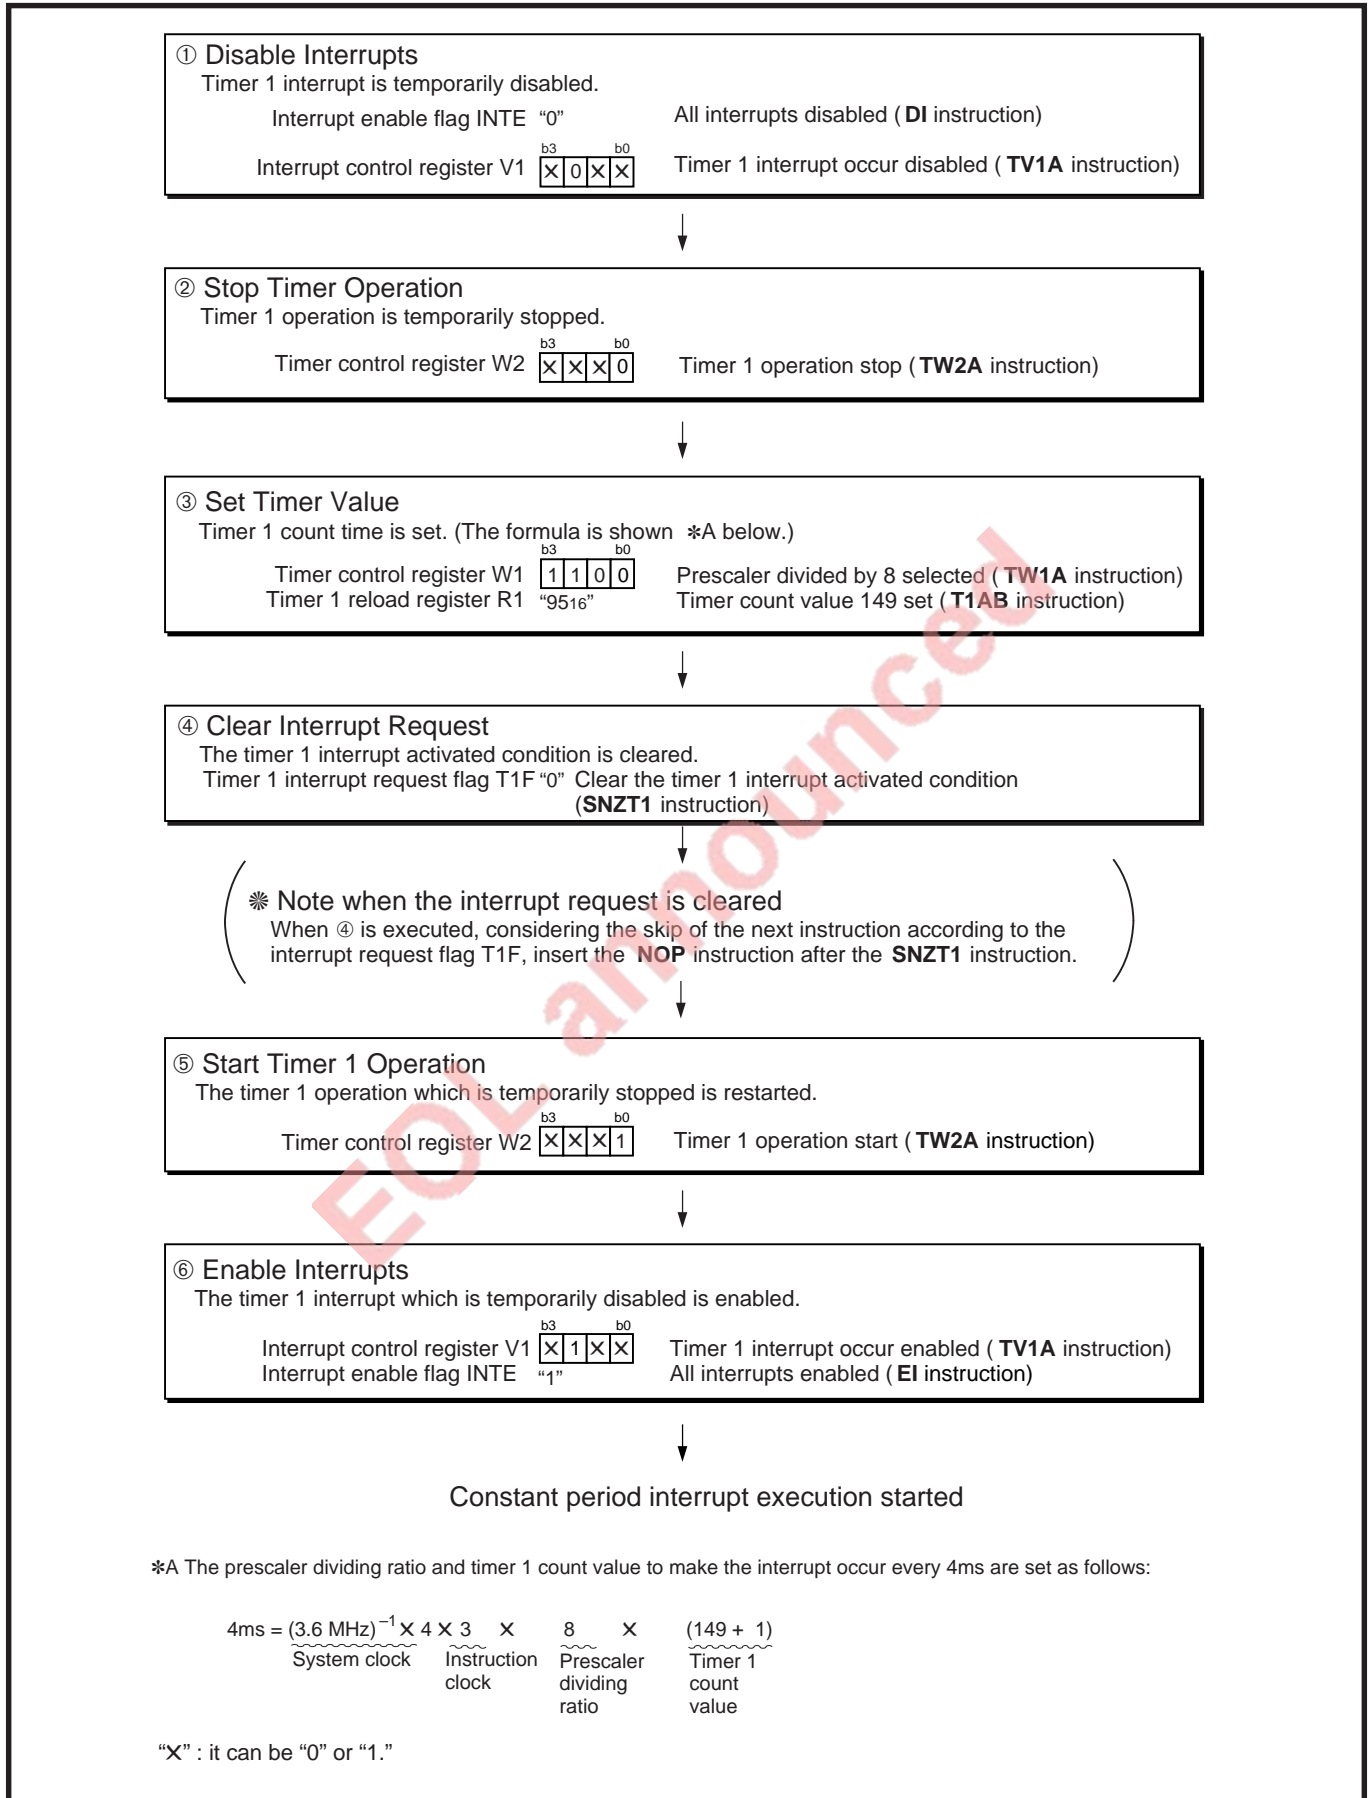 ① Disable Interrupts
Timer 1 interrupt is temporarily disabled.
Interrupt enable flag INTE “0” All interrupts disabled ( DI instruction)
b3 b0
Interrupt control register V1 ✕ 0 ✕ ✕ Timer 1 interrupt occur disabled ( TV1A instruction)
② Stop Timer Operation
Timer 1 operation is temporarily stopped.
b3 b0
Timer control register W2 ✕ ✕ ✕ 0 Timer 1 operation stop ( TW2A instruction)
③ Set Timer Value
Timer 1 count time is set. (The formula is shown ✽A below.)
b3 b0
Timer control register W1 1 1 0 0 Prescaler divided by 8 selected ( TW1A instruction)
Timer 1 reload register R1 “9516” Timer count value 149 set ( T1AB instruction)
④ Clear Interrupt Request
The timer 1 interrupt activated condition is cleared.
Timer 1 interrupt request flag T1F “0” Clear the timer 1 interrupt activated condition
(SNZT1 instruction)
❊ Note when the interrupt request is cleared
When ④ is executed, considering the skip of the next instruction according to the
interrupt request flag T1F, insert the NOP instruction after the SNZT1 instruction.
⑤ Start Timer 1 Operation
The timer 1 operation which is temporarily stopped is restarted.
b3 b0
Timer control register W2 ✕ ✕ ✕ 1 Timer 1 operation start ( TW2A instruction)
⑥ Enable Interrupts
The timer 1 interrupt which is temporarily disabled is enabled.
b3 b0
Interrupt control register V1 ✕ 1 ✕ ✕ Timer 1 interrupt occur enabled ( TV1A instruction)
Interrupt enable flag INTE “1” All interrupts enabled ( EI instruction)
Constant period interrupt execution started
✽A The prescaler dividing ratio and timer 1 count value to make the interrupt occur every 4ms are set as follows:
4ms = (3.6 MHz)–1 ✕ 4 ✕ 3 ✕ 8 ✕ (149 + 1)
System clock Instruction Prescaler Timer 1
clock dividing count
ratio value
“✕” : it can be “0” or “1.”
EOL announced